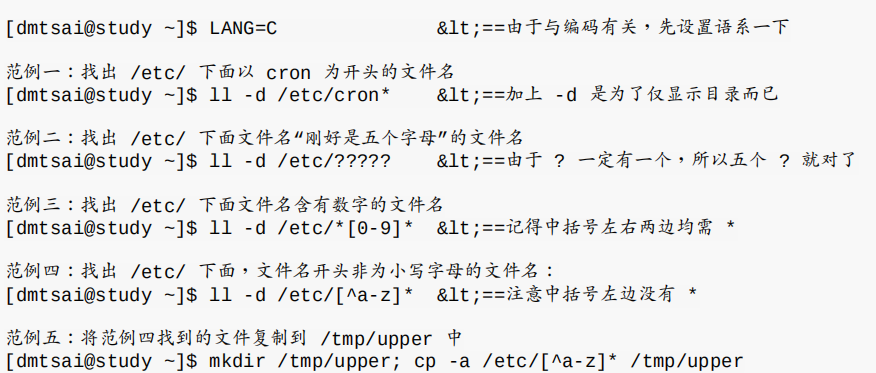 [dmtsai@study ~]$ LANG=C &lt;==由于与编码有关，先设置语系一下
范例一：找出 /etc/ 下面以 cron 为开头的文件名
[dmtsai@study ~]$ ll -d /etc/cron* &lt;==加上 -d 是为了仅显示目录而已
范例二：找出 /etc/ 下面文件名“刚好是五个字母”的文件名
[dmtsai@study ~]$ ll -d /etc/????? &lt;==由于 ? 一定有一个，所以五个 ? 就对了
范例三：找出 /etc/ 下面文件名含有数字的文件名
[dmtsai@study ~]$ ll -d /etc/*[0-9]* &lt;==记得中括号左右两边均需 *
范例四：找出 /etc/ 下面，文件名开头非为小写字母的文件名：
[dmtsai@study ~]$ ll -d /etc/[^a-z]* &lt;==注意中括号左边没有 *
范例五：将范例四找到的文件复制到 /tmp/upper 中
[dmtsai@study ~]$ mkdir /tmp/upper; cp -a /etc/[^a-z]* /tmp/upper